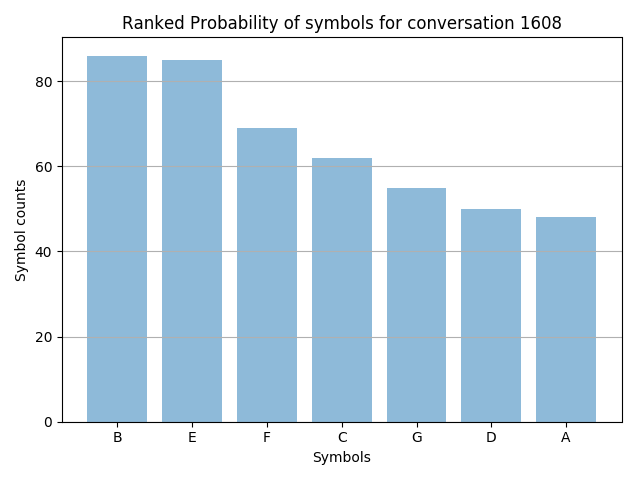 Ranked Probability of symbols for conversation 1608
Symbol counts
80
60
40
20
0
B E F C G D A
Symbols